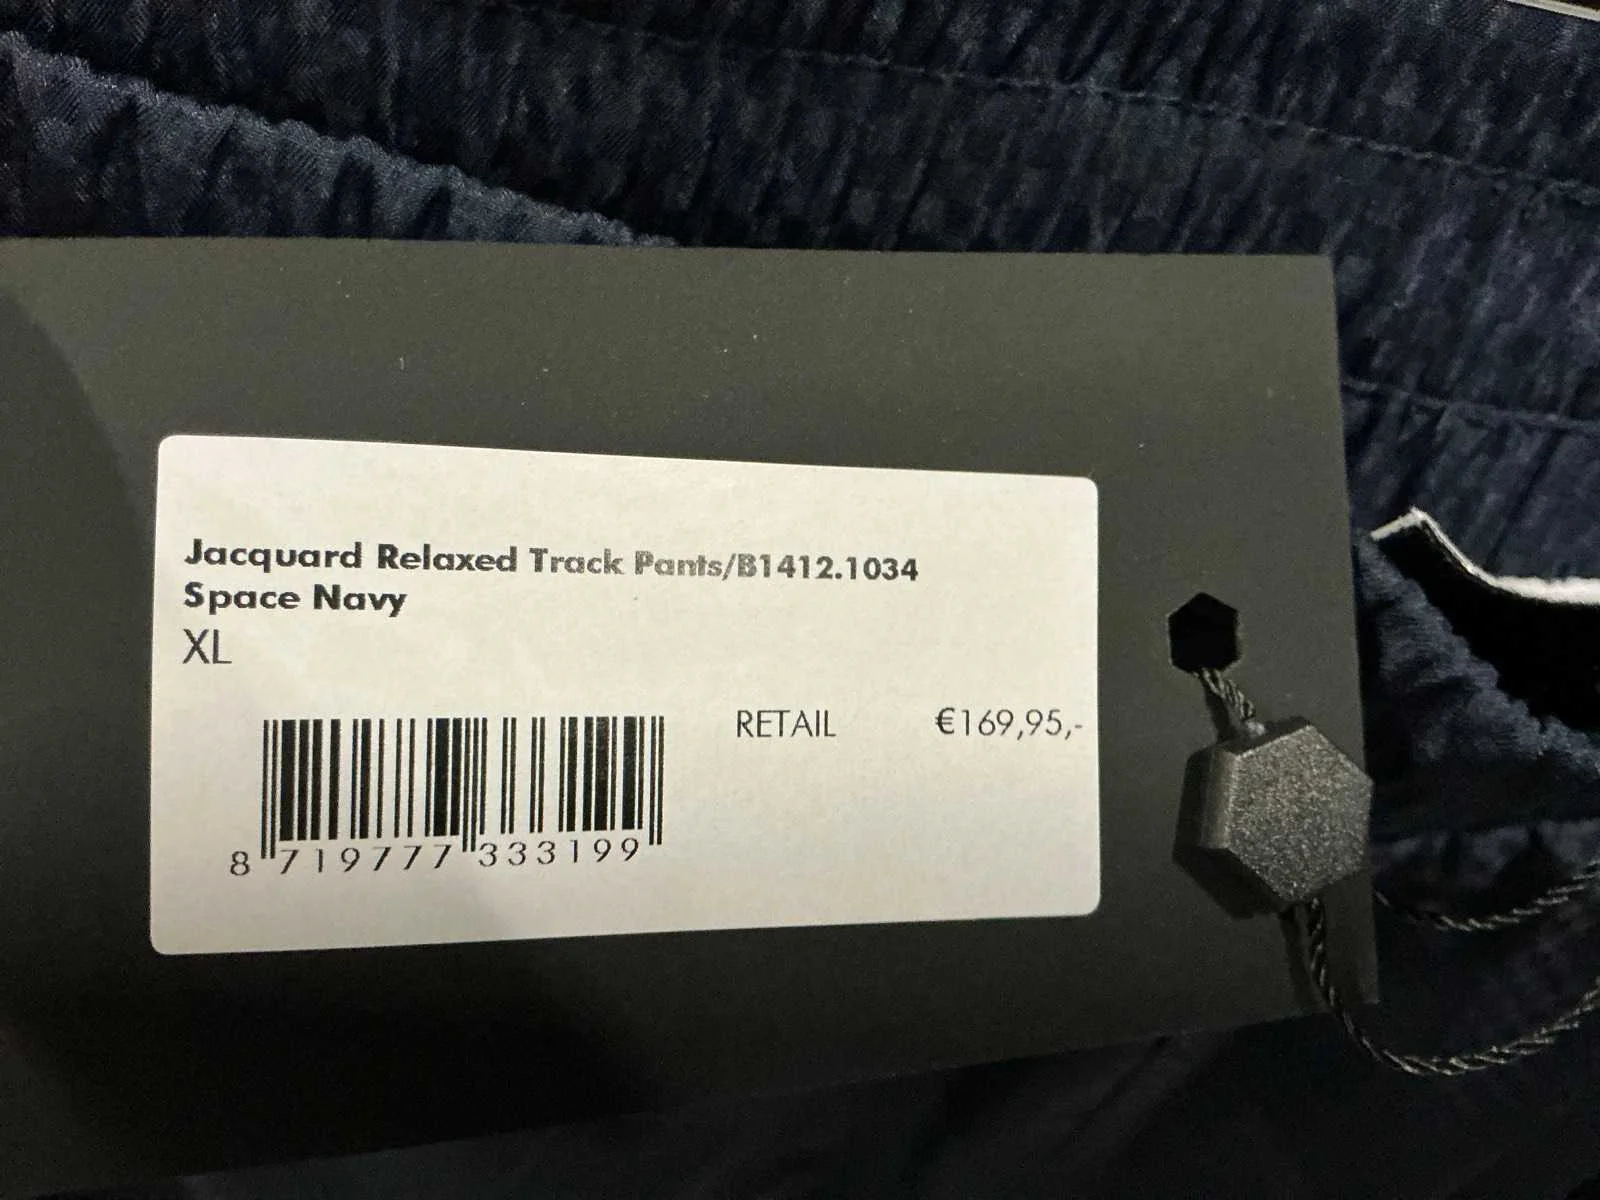 Jacquard Relaxed Track Pants/B1412.1034
Space Navy
XL
RETAIL €169,95,-
8 719777 333199